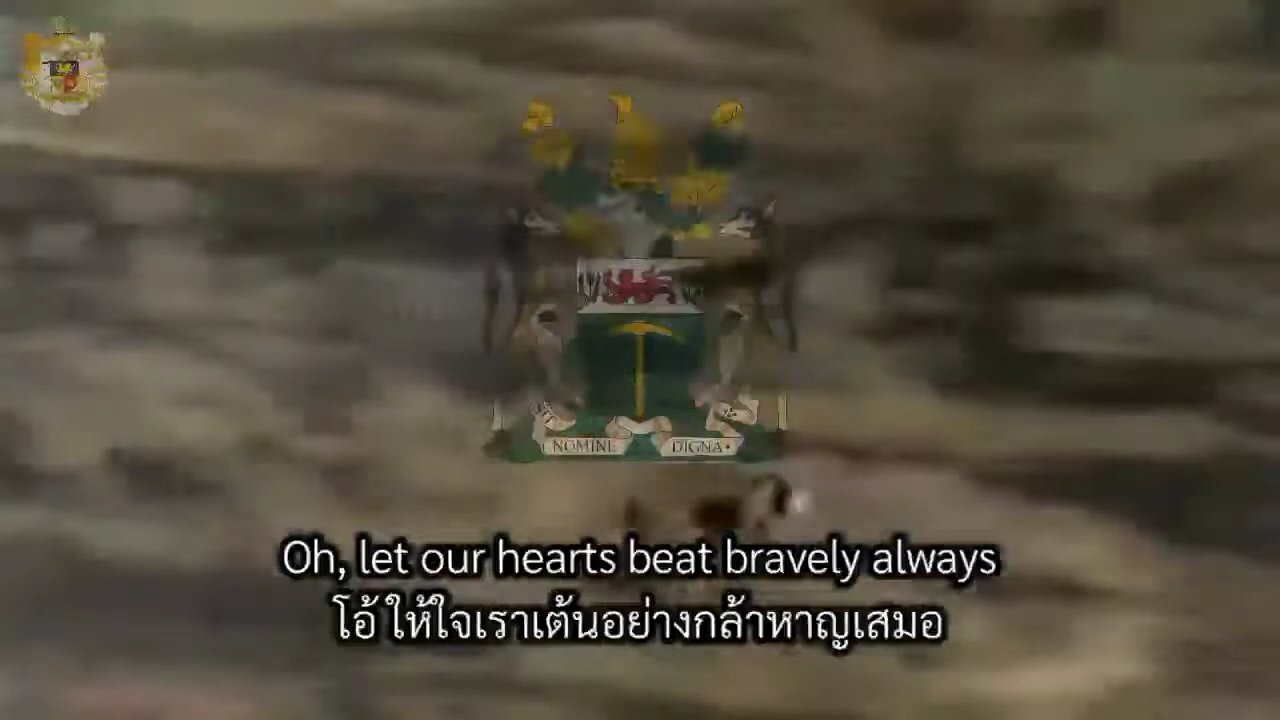 NOMINE DIGNA
Oh, let our hearts beat bravely always
โอ้ ให้ใจเราเต้นอย่างกล้าหาญเสมอ